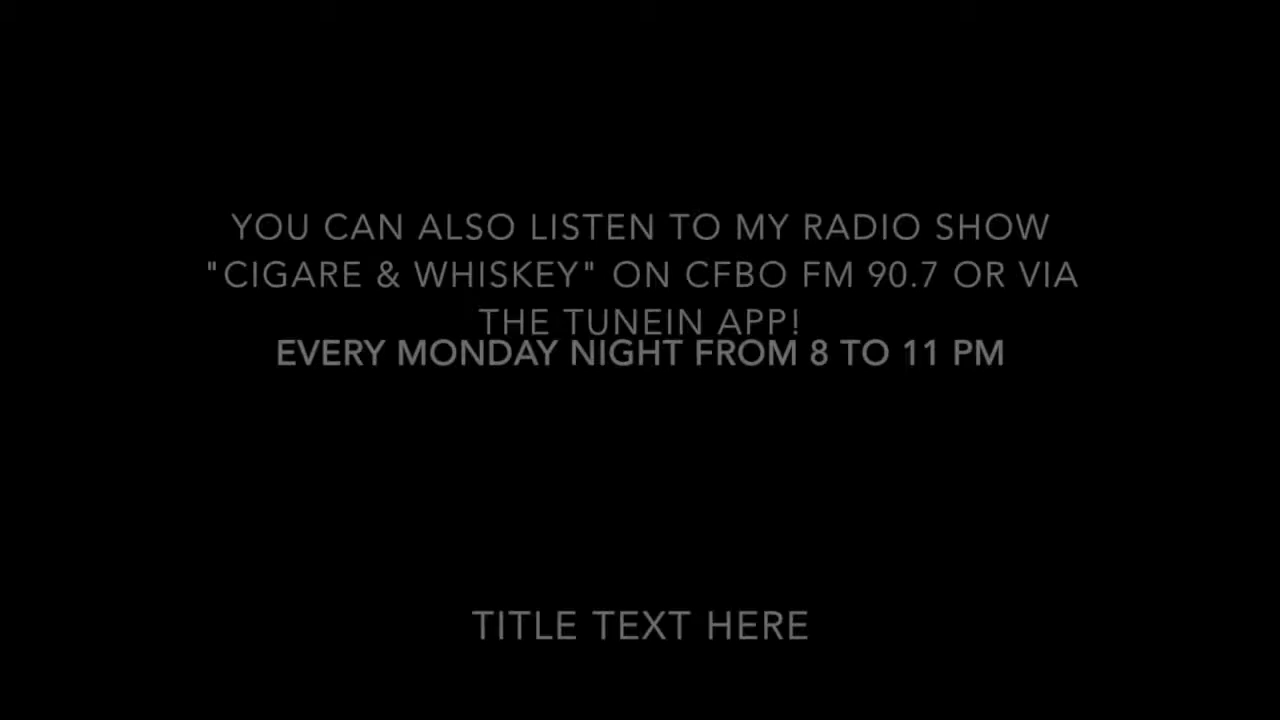 YOU CAN ALSO LISTEN TO MY RADIO SHOW
"CIGARE & WHISKEY" ON CFBO FM 90.7 OR VIA
THE TUNEIN APP!
EVERY MONDAY NIGHT FROM 8 TO 11 PM
TITLE TEXT HERE